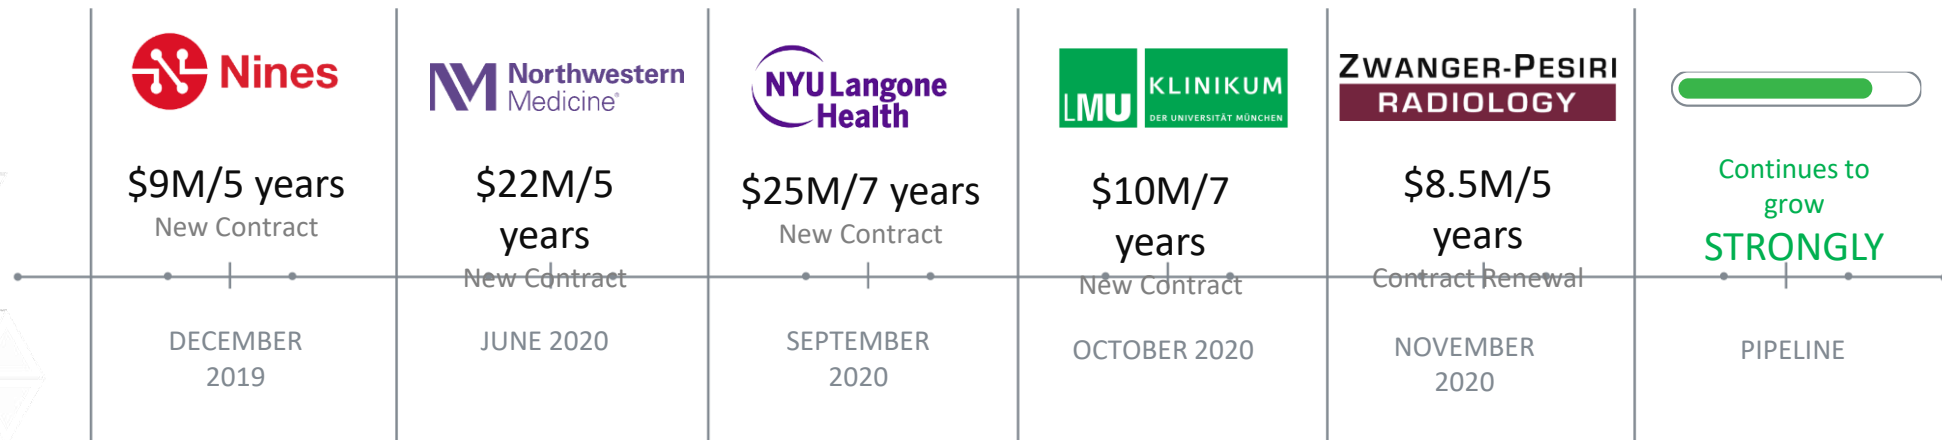 Nines
$9M/5 years
New Contract
DECEMBER
2019
NM Northwestern
Medicine®
$22M/5
years
New Contract
JUNE 2020
NYU Langone
Health
$25M/7 years
New Contract
SEPTEMBER
2020
LMU KLINIKUM
DER UNIVERSITÄT MÜNCHEN
$10M/7
years
New Contract
OCTOBER 2020
ZWANGER-PESIRI
RADIOLOGY
$8.5M/5
years
Contract Renewal
NOVEMBER
2020
Continues to
grow
STRONGLY
PIPELINE